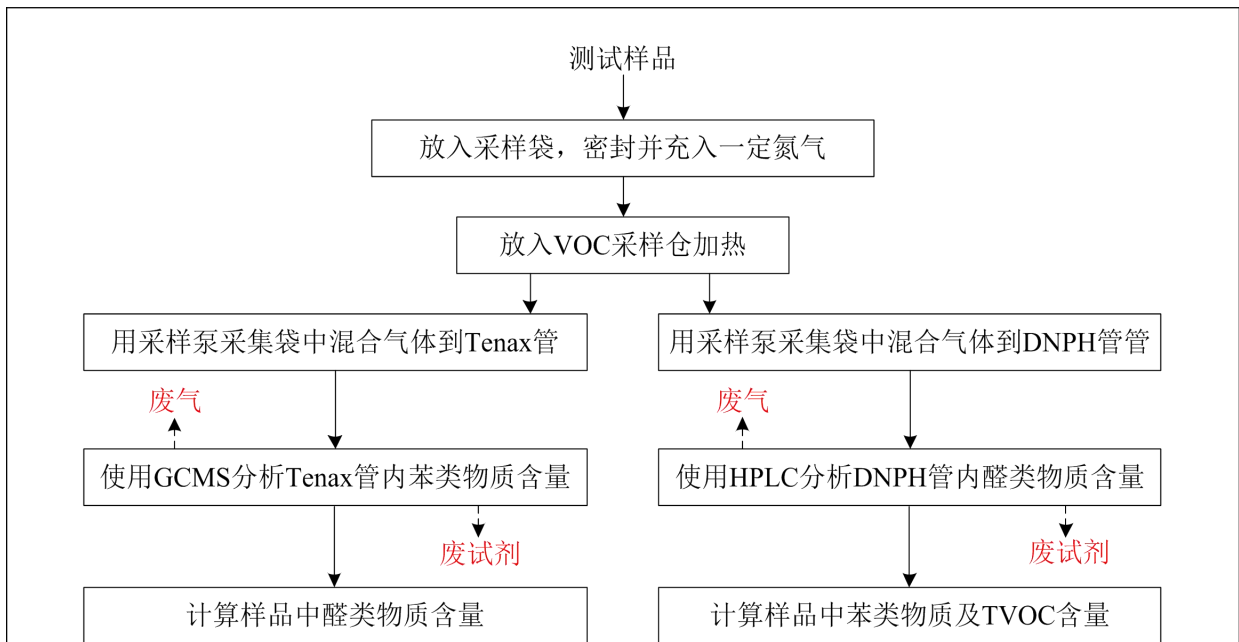 测试样品
放入采样袋，密封并充入一定氮气
放入VOC采样仓加热
用采样泵采集袋中混合气体到Tenax管
用采样泵采集袋中混合气体到DNPH管管
废气
废气
使用GCMS分析Tenax管内苯类物质含量
使用HPLC分析DNPH管内醛类物质含量
废试剂
废试剂
计算样品中醛类物质含量
计算样品中苯类物质及TVOC含量